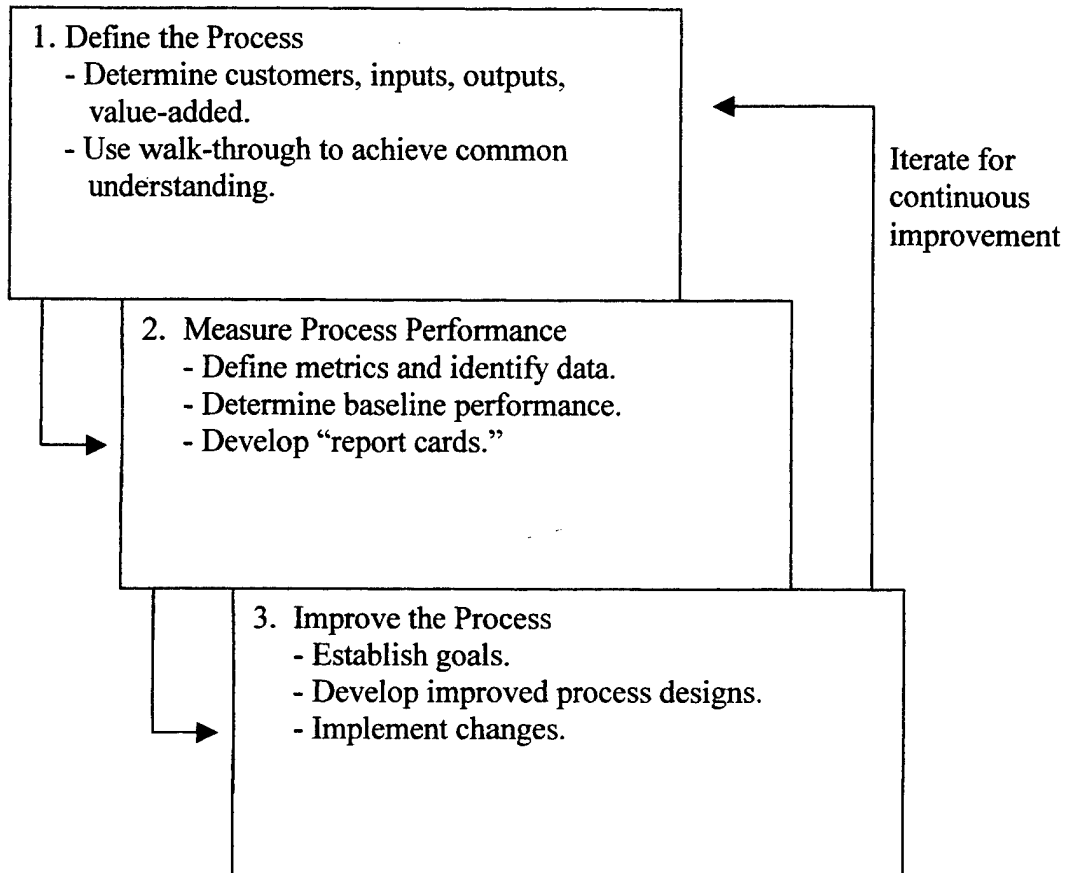 1. Define the Process
- Determine customers, inputs, outputs,
value-added.
- Use walk-through to achieve common
understanding.
Iterate for
continuous
improvement
2. Measure Process Performance
- Define metrics and identify data.
- Determine baseline performance.
- Develop “report cards.”
3. Improve the Process
- Establish goals.
- Develop improved process designs.
- Implement changes.